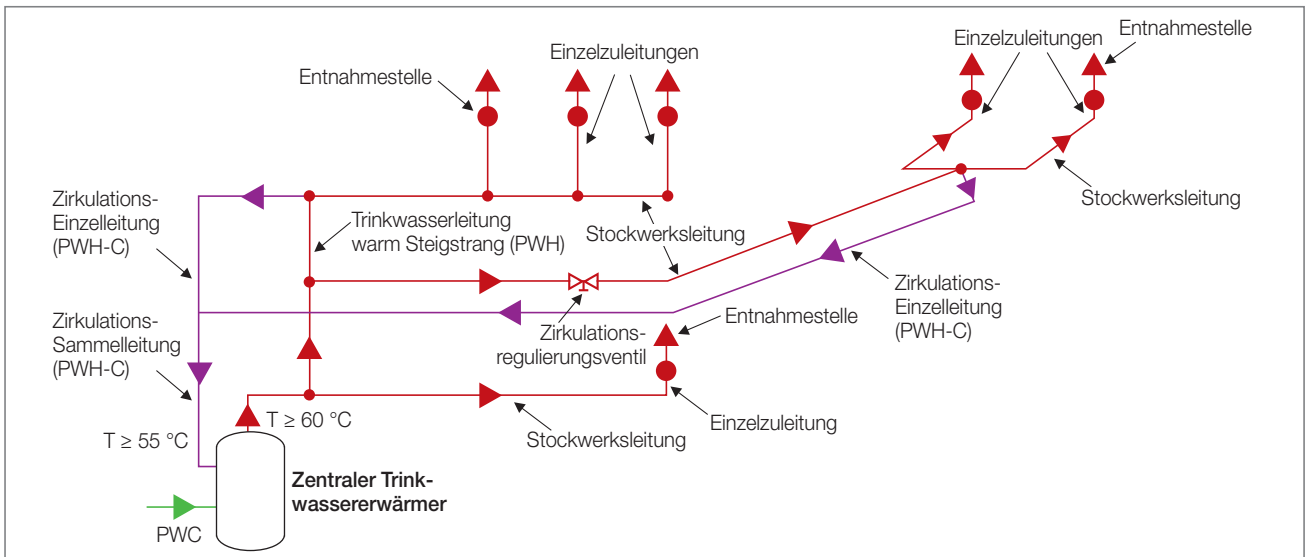 Einzelzuleitungen
Entnahmestelle
Einzelzuleitungen
Entnahmestelle
Zirkulations-
Einzelleitung
(PWH-C)
Trinkwasserleitung
warm Steigstrang (PWH)
Stockwerksleitung
Stockwerksleitung
Zirkulations-
Einzelleitung
(PWH-C)
Zirkulations-
Sammelleitung
(PWH-C)
Zirkulations-
regulierungsventil
Entnahmestelle
T ≥ 55 °C
T ≥ 60 °C
Stockwerksleitung
Einzelzuleitung
Zentraler Trink-
wassererwärmer
PWC